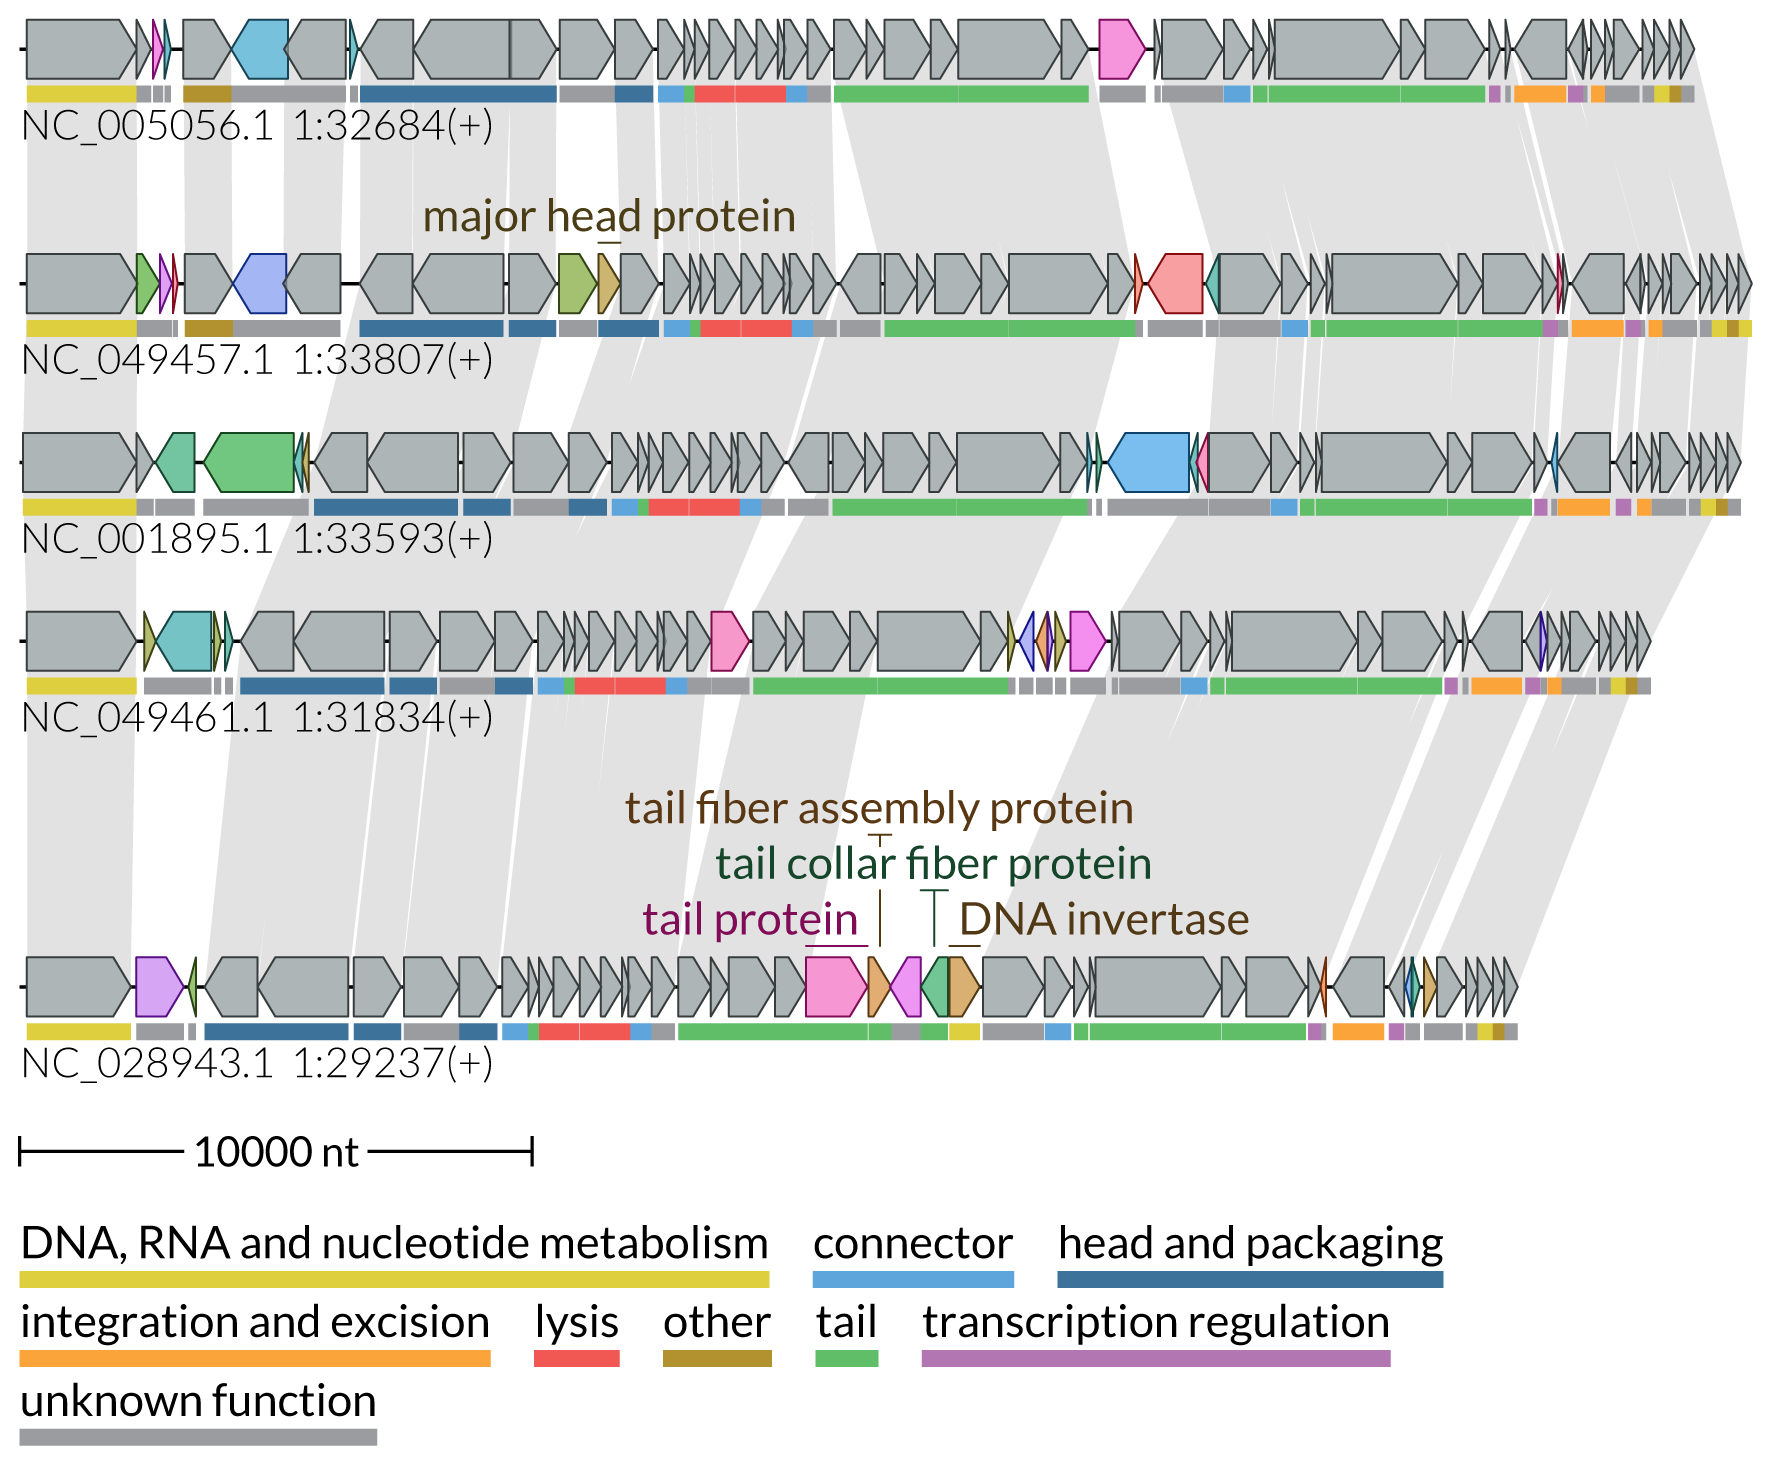 NC_005056.1 1:32684(+)
major head protein
NC_049457.1 1:33807(+)
NC_001895.1 1:33593(+)
NC_049461.1 1:31834(+)
tail fiber assembly protein
tail collar fiber protein
tail protein DNA invertase
NC_028943.1 1:29237(+)
10000 nt
DNA, RNA and nucleotide metabolism connector head and packaging
integration and excision lysis other tail transcription regulation
unknown function